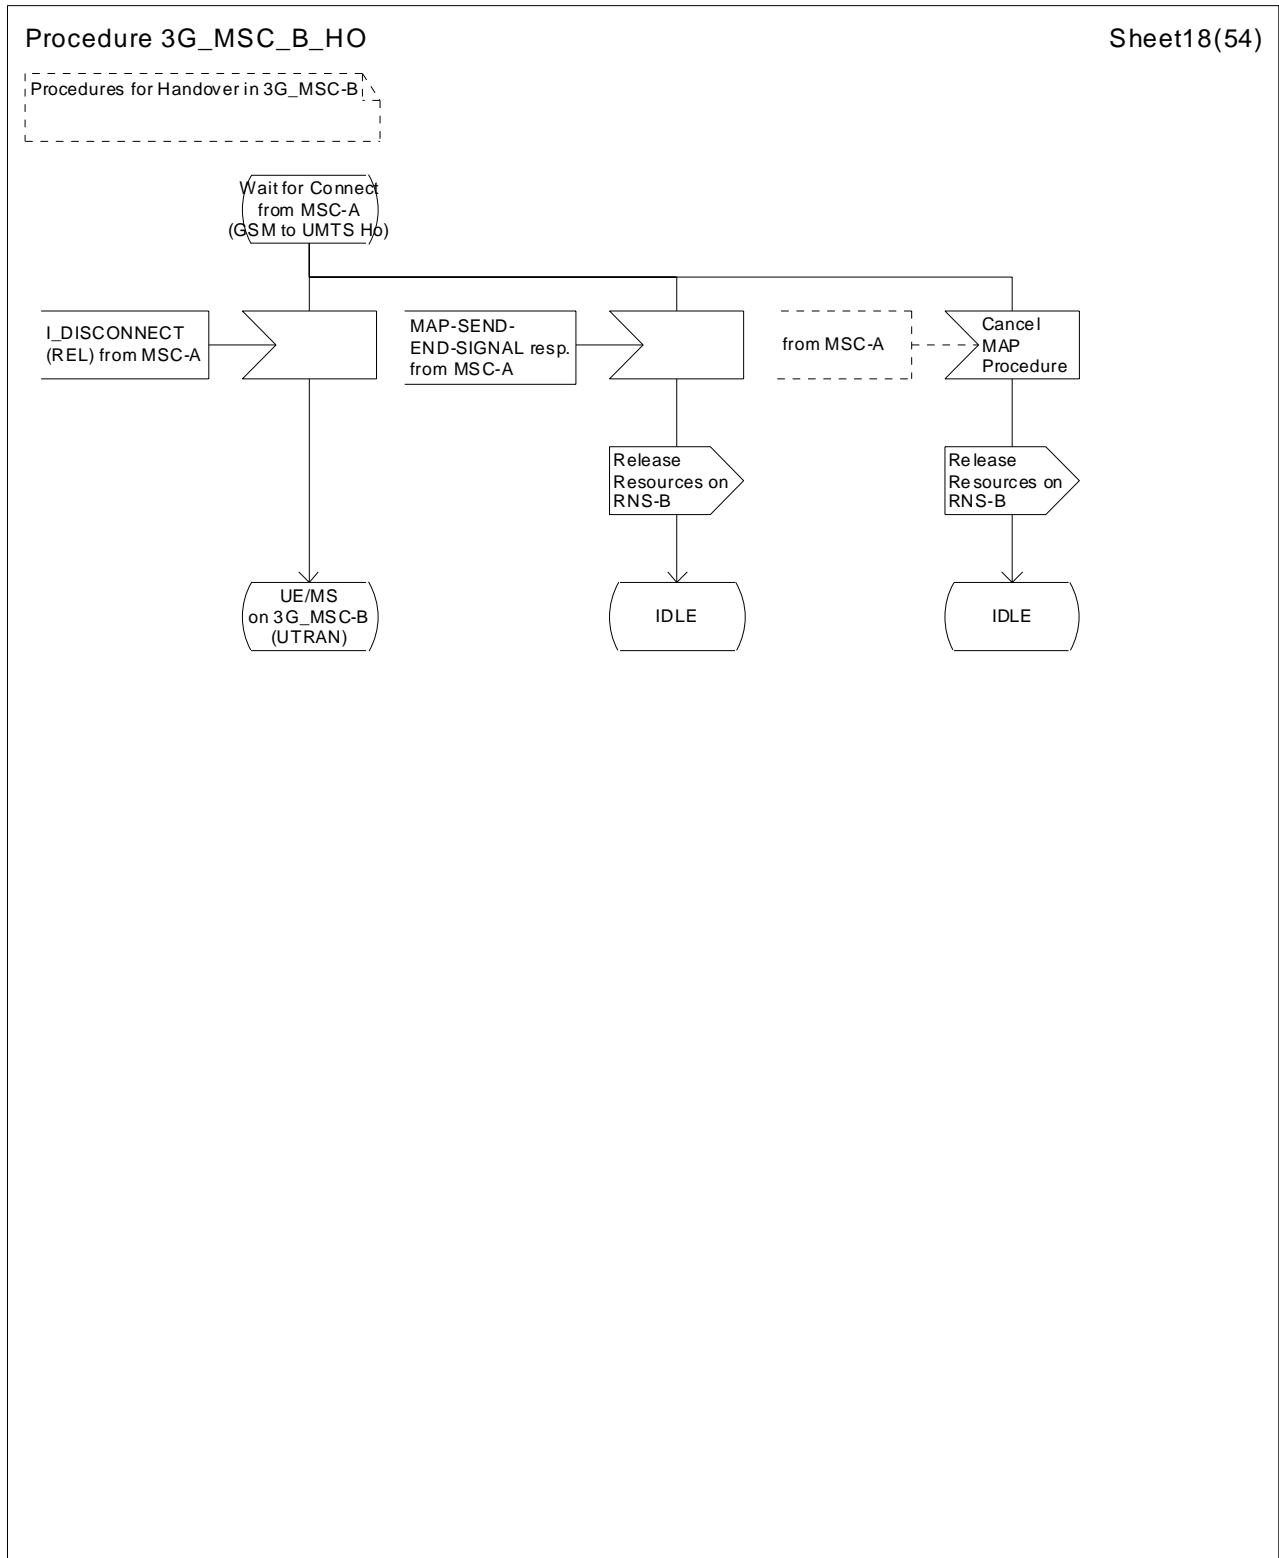 Procedure 3G_MSC_B_HO
Sheet18(54)
Procedures for Handover in 3G_MSC-B
Wait for Connect
from MSC-A
(GSM to UMTS Ho)
I_DISCONNECT
(REL) from MSC-A
MAP-SEND-
END-SIGNAL resp.
from MSC-A
from MSC-A
Cancel
MAP
Procedure
Release
Resources on
RNS-B
Release
Resources on
RNS-B
UE/MS
on 3G_MSC-B
(UTRAN)
IDLE
IDLE